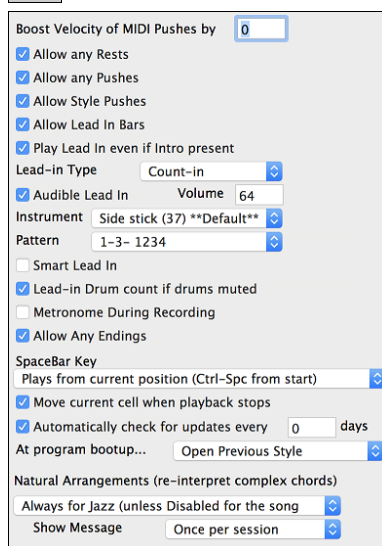 Boost Velocity of MIDI Pushes by 0
Allow any Rests
Allow any Pushes
Allow Style Pushes
Allow Lead In Bars
Play Lead In even if Intro present
Lead-in Type Count-in
Audible Lead In Volume 64
Instrument Side stick (37) **Default**
Pattern 1-3- 1234
Smart Lead In
Lead-in Drum count if drums muted
Metronome During Recording
Allow Any Endings
SpaceBar Key
Plays from current position (Ctrl-Spc from start)
Move current cell when playback stops
Automatically check for updates every 0 days
At program bootup... Open Previous Style
Natural Arrangements (re-interpret complex chords)
Always for Jazz (unless Disabled for the song
Show Message Once per session